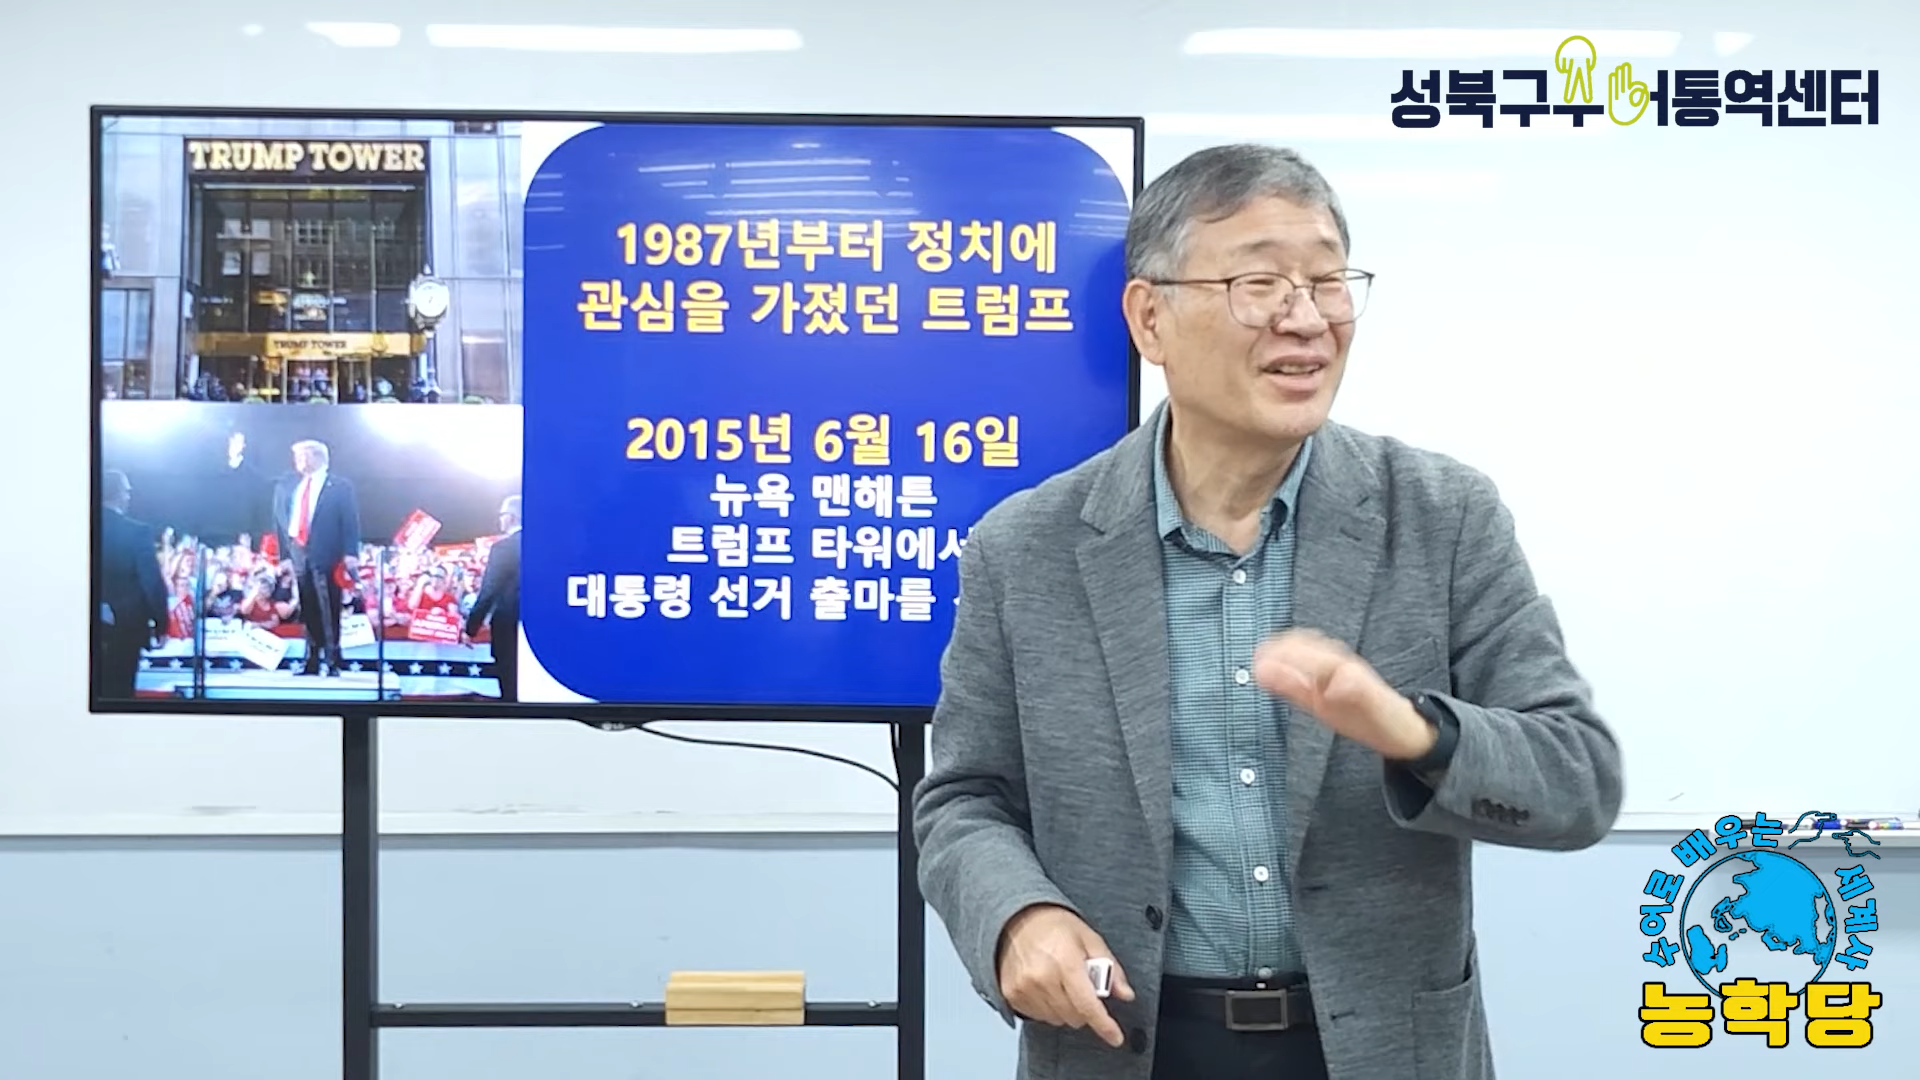 성북구수어통역센터
TRUMP TOWER
TRUMP TOWER
1987년부터 정치에
관심을 가졌던 트럼프
2015년 6월 16일
뉴욕 맨해튼
트럼프 타워에서
대통령 선거 출마를
수어로 배우는 세계사
농학당